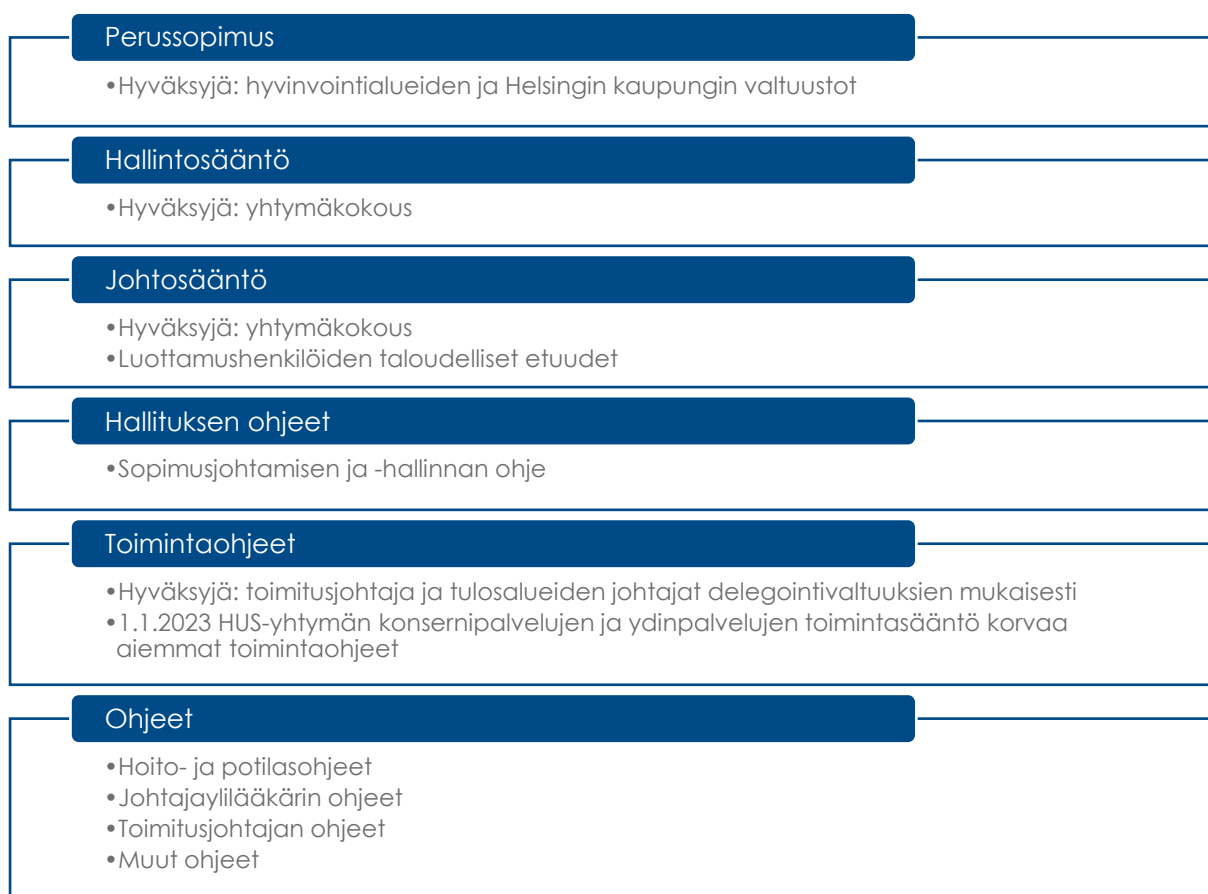 Perussopimus
•Hyväksyjä: hyvinvointialueiden ja Helsingin kaupungin valtuustot
Hallintosääntö
•Hyväksyjä: yhtymäkokous
Johtosääntö
•Hyväksyjä: yhtymäkokous
•Luottamushenkilöiden taloudelliset etuudet
Hallituksen ohjeet
•Sopimusjohtamisen ja -hallinnan ohje
Toimintaohjeet
•Hyväksyjä: toimitusjohtaja ja tulosalueiden johtajat delegointivaltuuksien mukaisesti
•1.1.2023 HUS-yhtymän konsernipalvelujen ja ydinpalvelujen toimintasääntö korvaa
aiemmat toimintaohjeet
Ohjeet
•Hoito- ja potilasohjeet
•Johtajaylilääkärin ohjeet
•Toimitusjohtajan ohjeet
•Muut ohjeet